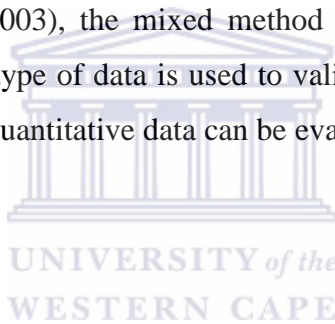 003), the mixed method
ype of data is used to vali
uantitative data can be eva
UNIVERSITY of the
WESTERN CAPE